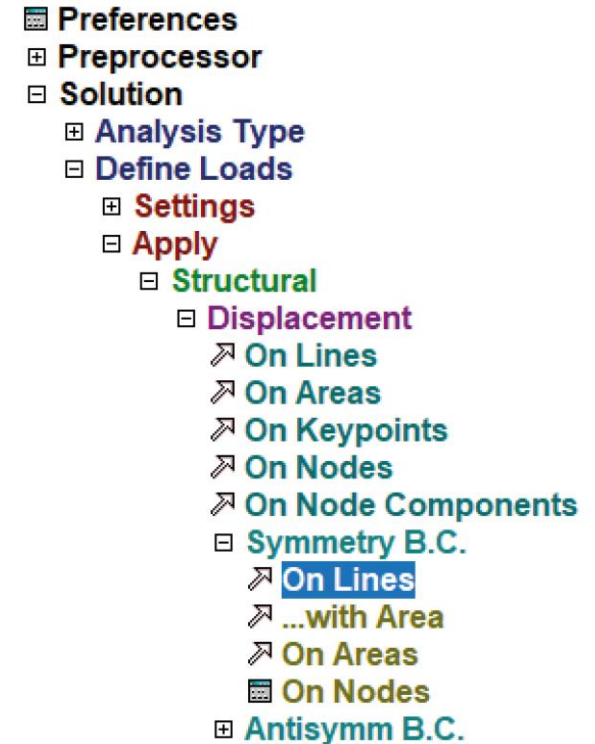 Preferences
Preprocessor
Solution
Analysis Type
Define Loads
Settings
Apply
Structural
Displacement
On Lines
On Areas
On Keypoints
On Nodes
On Node Components
Symmetry B.C.
On Lines
...with Area
On Areas
On Nodes
Antisymm B.C.